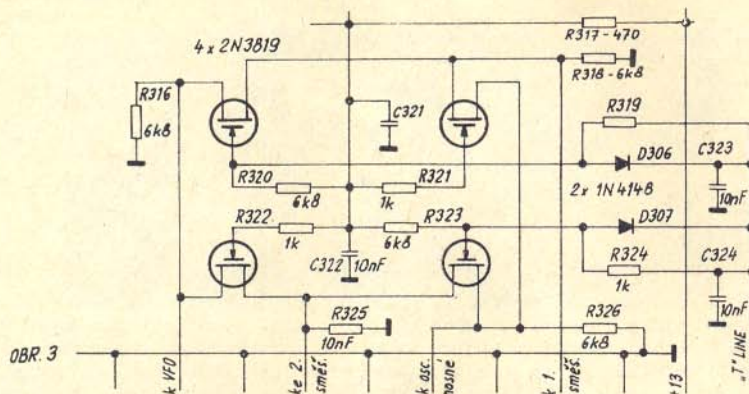 4 x 2N3819
R317-470
R318-6k8
R316
6k8
C321
R319
D306
C323
2 x 1N4148
10nF
R320
6k8
R321
1k
D307
R322
1k
R323
6k8
C322
10nF
R324
1k
C324
10nF
R325
10nF
R326
6k8
OBR. 3
k VFO
ke 2.
směš.
k osc.
nosné
k 1.
směš.
+13
"T" LINE